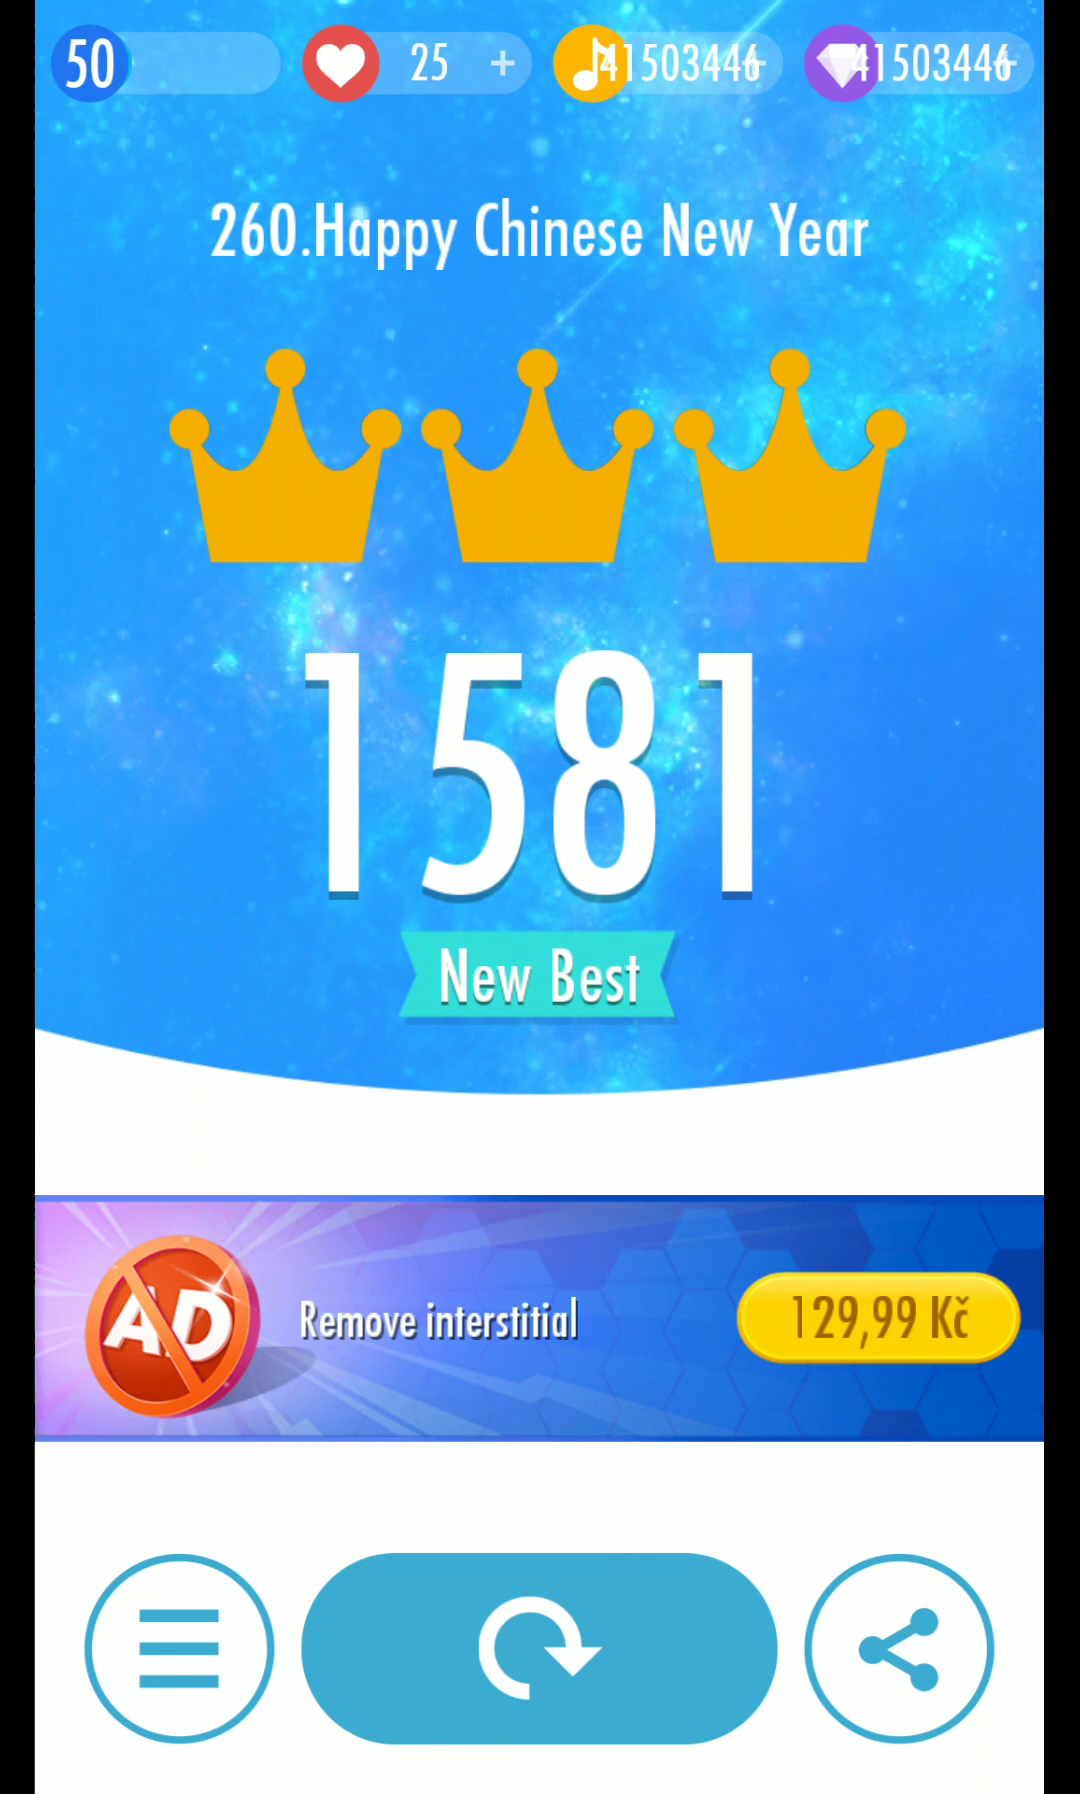 50
25
41503446
41503446
260.Happy Chinese New Year
1581
New Best
AD
Remove interstitial
129,99 Kč